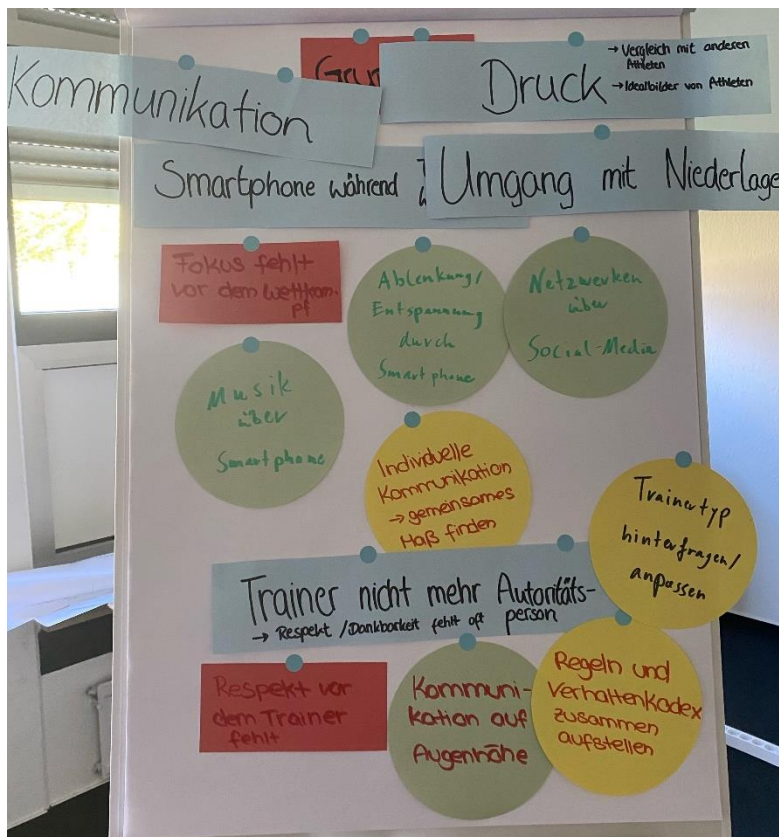 Kommunikation
Druck
→ Vergleich mit anderen
Athleten
→ Idealbilder von Athleten
Smartphone während
Umgang mit Niederlage
Fokus fehlt
vor dem Wettkam-
pf
Ablenkung/
Entspannung
durch
Smartphone
Netzwerken
über
Social-Media
Musik
über
Smartphone
Individuelle
Kommunikation
→ gemeinsames
Maß finden
Trainertyp
hinterfragen/
anpassen
Trainer nicht mehr Autoritäts-
person
→ Respekt / Dankbarkeit fehlt oft
Respekt vor
dem Trainer
fehlt
Kommuni-
kation auf
Augenhöhe
Regeln und
Verhaltenkodex
zusammen
aufstellen